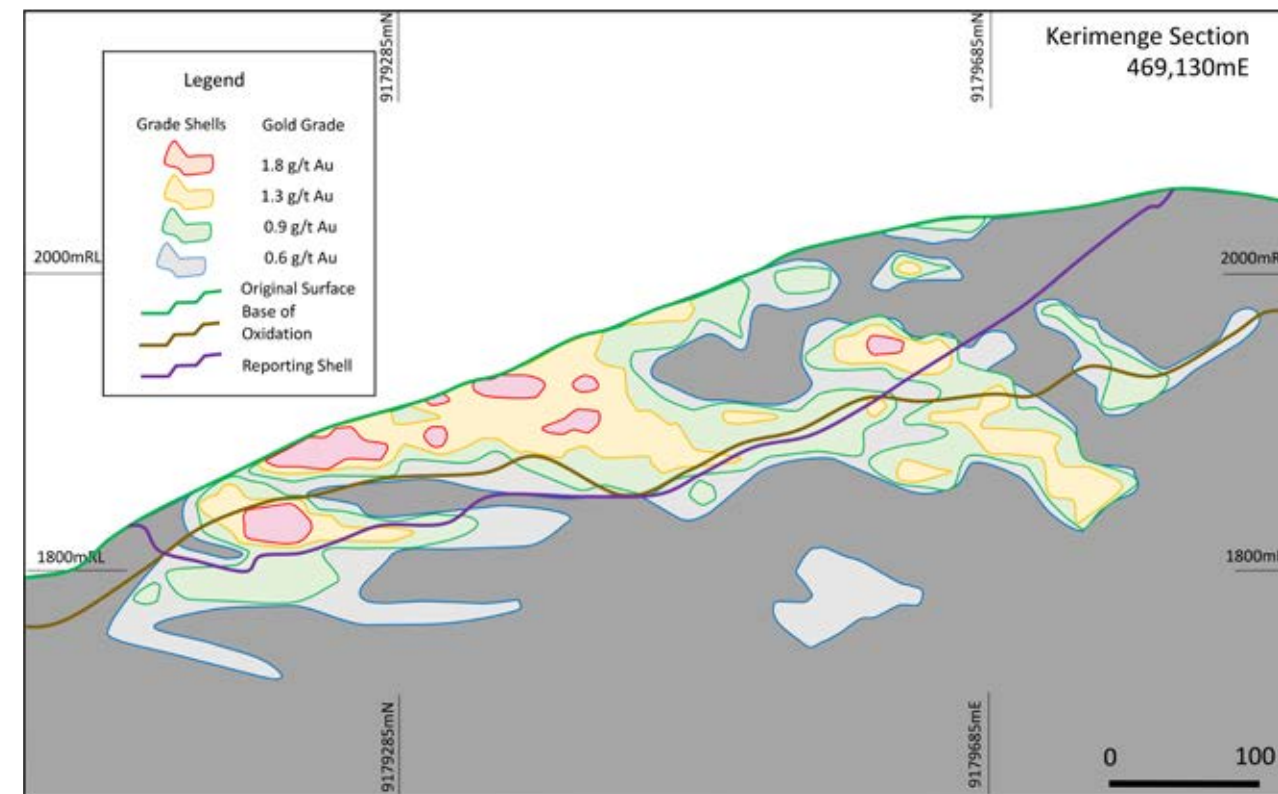 9179285mN
9179685mN
Kerimenge Section
469,130mE
Legend
Grade Shells Gold Grade
1.8 g/t Au
1.3 g/t Au
0.9 g/t Au
0.6 g/t Au
Original Surface
Base of
Oxidation
Reporting Shell
2000mRL
2000mR
1800mRL
1800mR
9179285mN
9179685mE
0 100